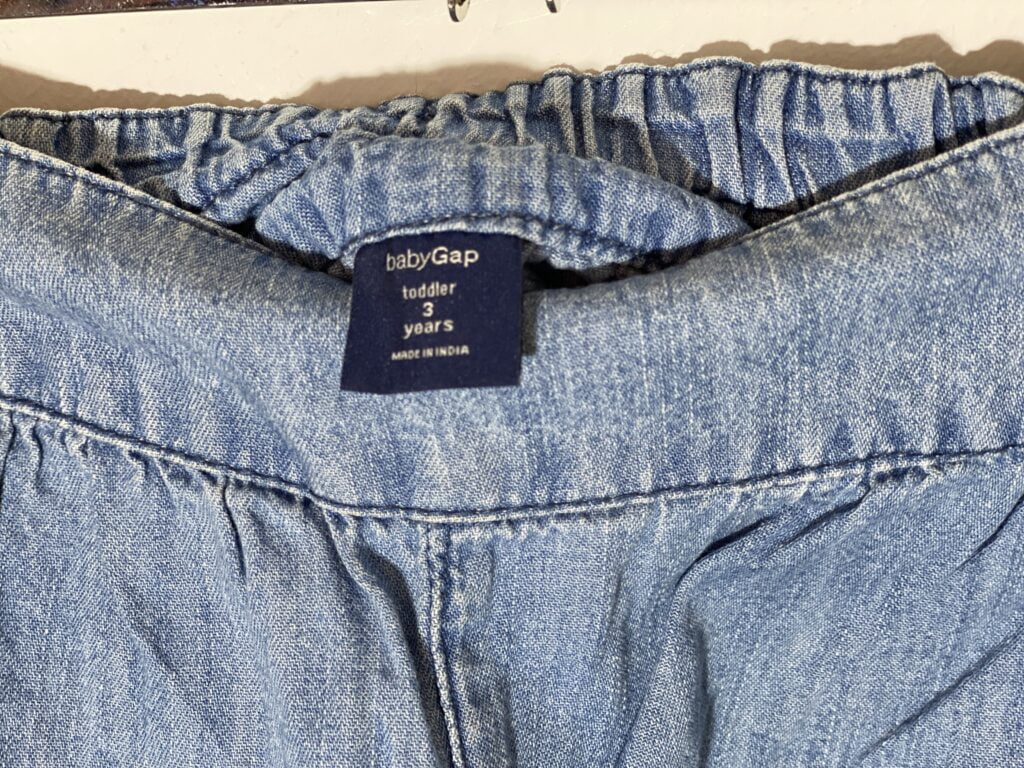 babyGap
toddler
3
years
MADE IN INDIA